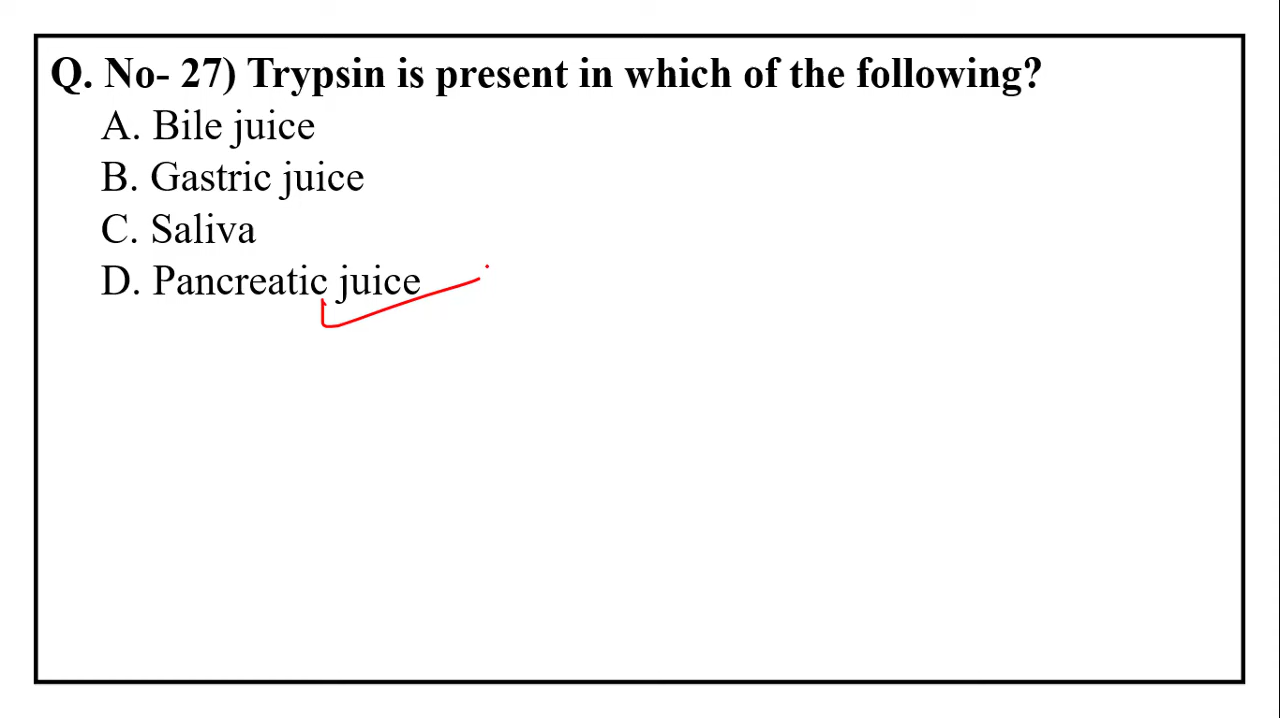 Q. No- 27) Trypsin is present in which of the following?
A. Bile juice
B. Gastric juice
C. Saliva
D. Pancreatic juice